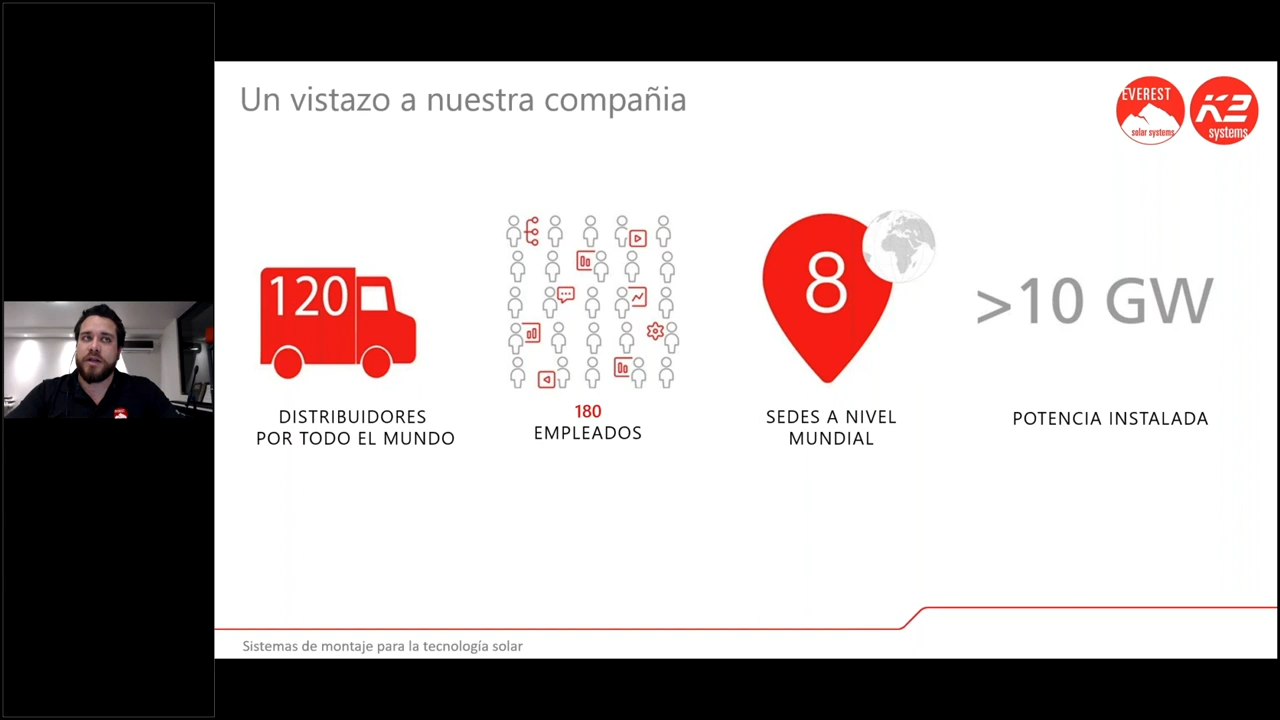 Un vistazo a nuestra compañia
EVEREST
solar systems
K2
systems
120
DISTRIBUIDORES
POR TODO EL MUNDO
180
EMPLEADOS
8
SEDES A NIVEL
MUNDIAL
>10 GW
POTENCIA INSTALADA
Sistemas de montaje para la tecnología solar